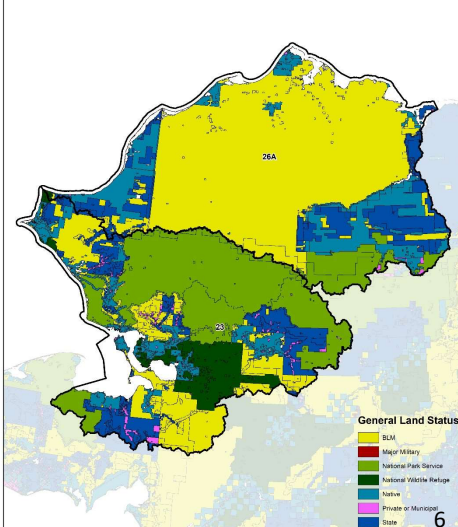 26A
23
General Land Status
BLM
Major Military
National Park Service
National Wildlife Refuge
Native
Private or Municipal
State
6